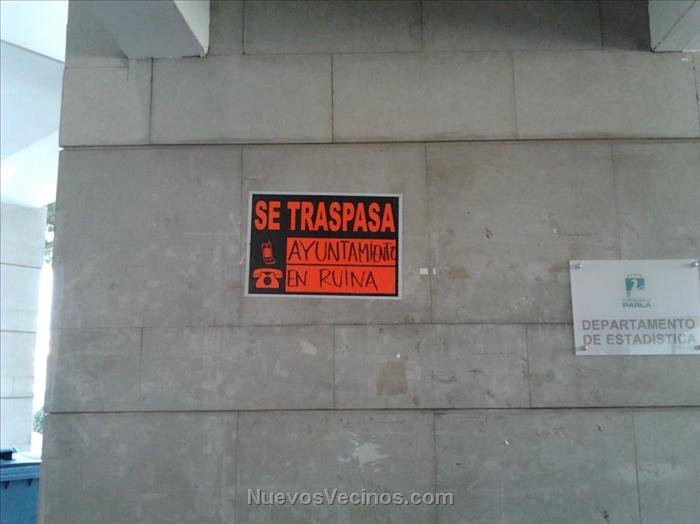 SE TRASPASA
AYUNTAMIENTO
EN RUINA
PARLA
DEPARTAMENTO
DE ESTADÍSTICA
NuevosVecinos.com